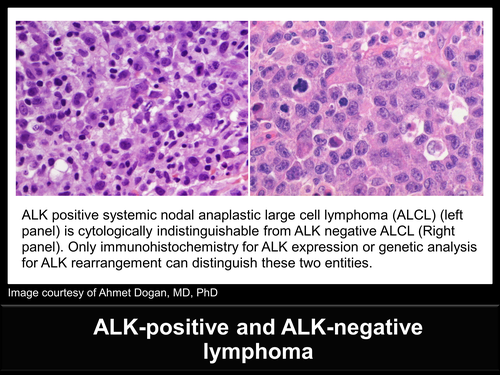 ALK positive systemic nodal anaplastic large cell lymphoma (ALCL) (left
panel) is cytologically indistinguishable from ALK negative ALCL (Right
panel). Only immunohistochemistry for ALK expression or genetic analysis
for ALK rearrangement can distinguish these two entities.
Image courtesy of Ahmet Dogan, MD, PhD
ALK-positive and ALK-negative
lymphoma